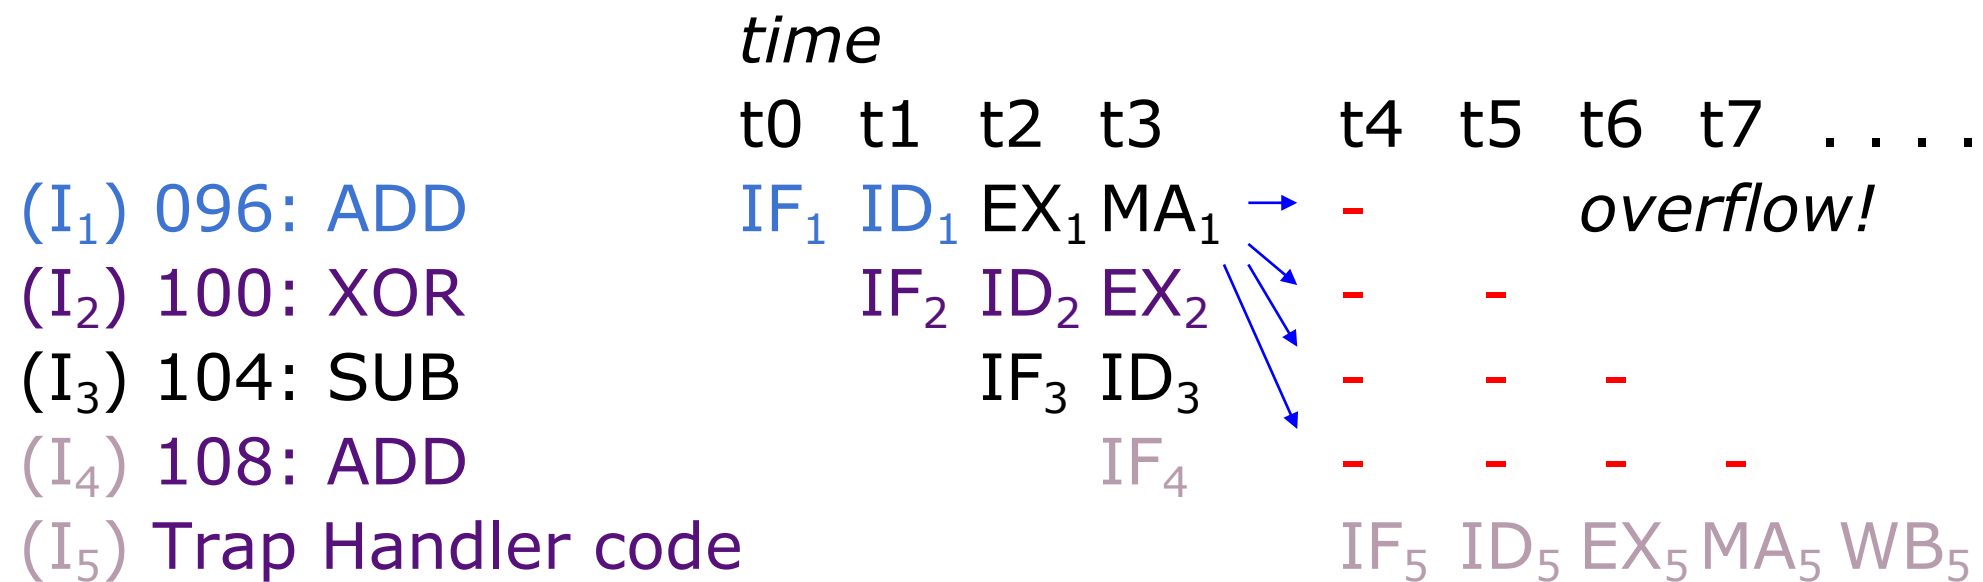 time
t0 t1 t2 t3 t4 t5 t6 t7 . . . .
(I₁) 096: ADD IF₁ ID₁ EX₁ MA₁ - overflow!
(I₂) 100: XOR IF₂ ID₂ EX₂ - -
(I₃) 104: SUB IF₃ ID₃ - - -
(I₄) 108: ADD IF₄ - - - -
(I₅) Trap Handler code IF₅ ID₅ EX₅ MA₅ WB₅